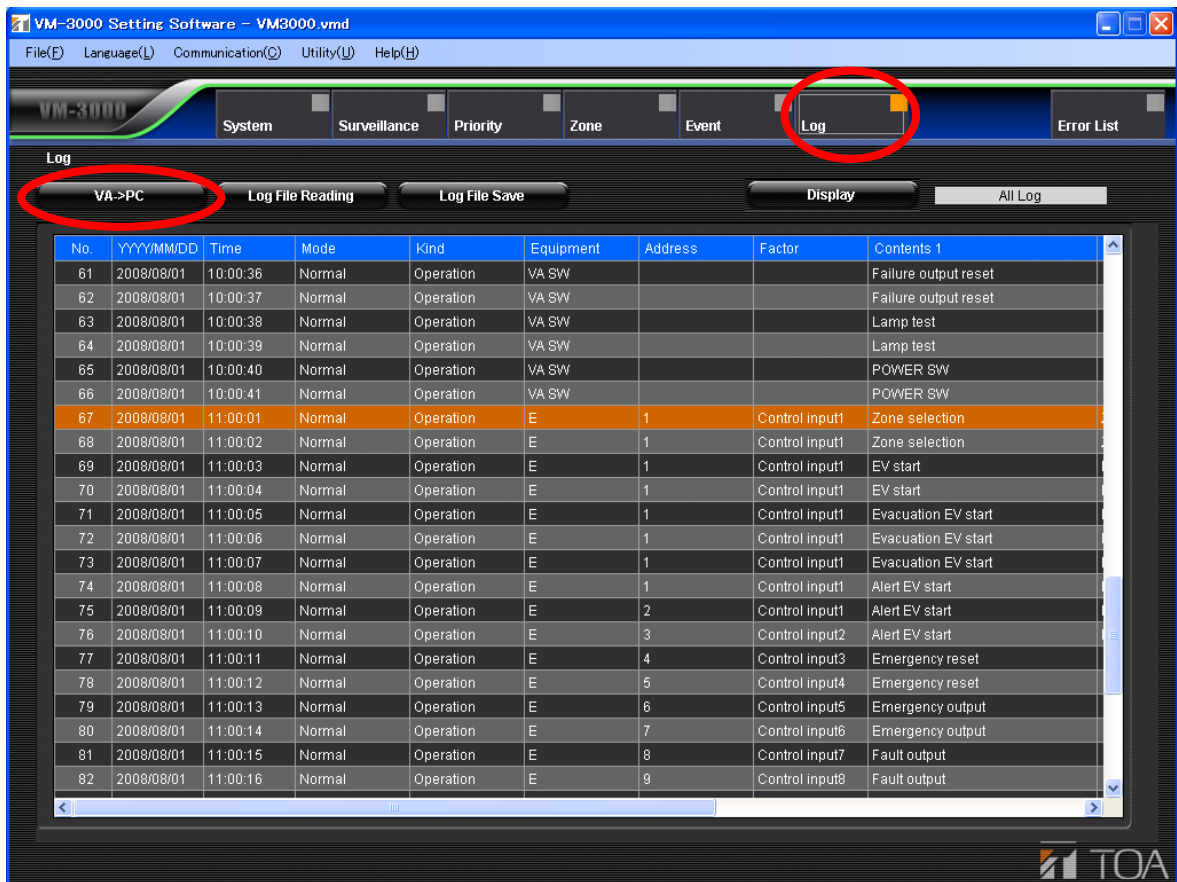 VM-3000 Setting Software - VM3000.vmd
File(F) Language(L) Communication(C) Utility(U) Help(H)
VM-3000 System Surveillance Priority Zone Event Log Error List
Log
VA->PC Log File Reading Log File Save Display All Log
No. YYYY/MM/DD Time Mode Kind Equipment Address Factor Contents 1
61 2008/08/01 10:00:36 Normal Operation VA SW Failure output reset
62 2008/08/01 10:00:37 Normal Operation VA SW Failure output reset
63 2008/08/01 10:00:38 Normal Operation VA SW Lamp test
64 2008/08/01 10:00:39 Normal Operation VA SW Lamp test
65 2008/08/01 10:00:40 Normal Operation VA SW POWER SW
66 2008/08/01 10:00:41 Normal Operation VA SW POWER SW
67 2008/08/01 11:00:01 Normal Operation E 1 Control input1 Zone selection
68 2008/08/01 11:00:02 Normal Operation E 1 Control input1 Zone selection
69 2008/08/01 11:00:03 Normal Operation E 1 Control input1 EV start
70 2008/08/01 11:00:04 Normal Operation E 1 Control input1 EV start
71 2008/08/01 11:00:05 Normal Operation E 1 Control input1 Evacuation EV start
72 2008/08/01 11:00:06 Normal Operation E 1 Control input1 Evacuation EV start
73 2008/08/01 11:00:07 Normal Operation E 1 Control input1 Evacuation EV start
74 2008/08/01 11:00:08 Normal Operation E 1 Control input1 Alert EV start
75 2008/08/01 11:00:09 Normal Operation E 2 Control input1 Alert EV start
76 2008/08/01 11:00:10 Normal Operation E 3 Control input2 Alert EV start
77 2008/08/01 11:00:11 Normal Operation E 4 Control input3 Emergency reset
78 2008/08/01 11:00:12 Normal Operation E 5 Control input4 Emergency reset
79 2008/08/01 11:00:13 Normal Operation E 6 Control input5 Emergency output
80 2008/08/01 11:00:14 Normal Operation E 7 Control input6 Emergency output
81 2008/08/01 11:00:15 Normal Operation E 8 Control input7 Fault output
82 2008/08/01 11:00:16 Normal Operation E 9 Control input8 Fault output
TOA